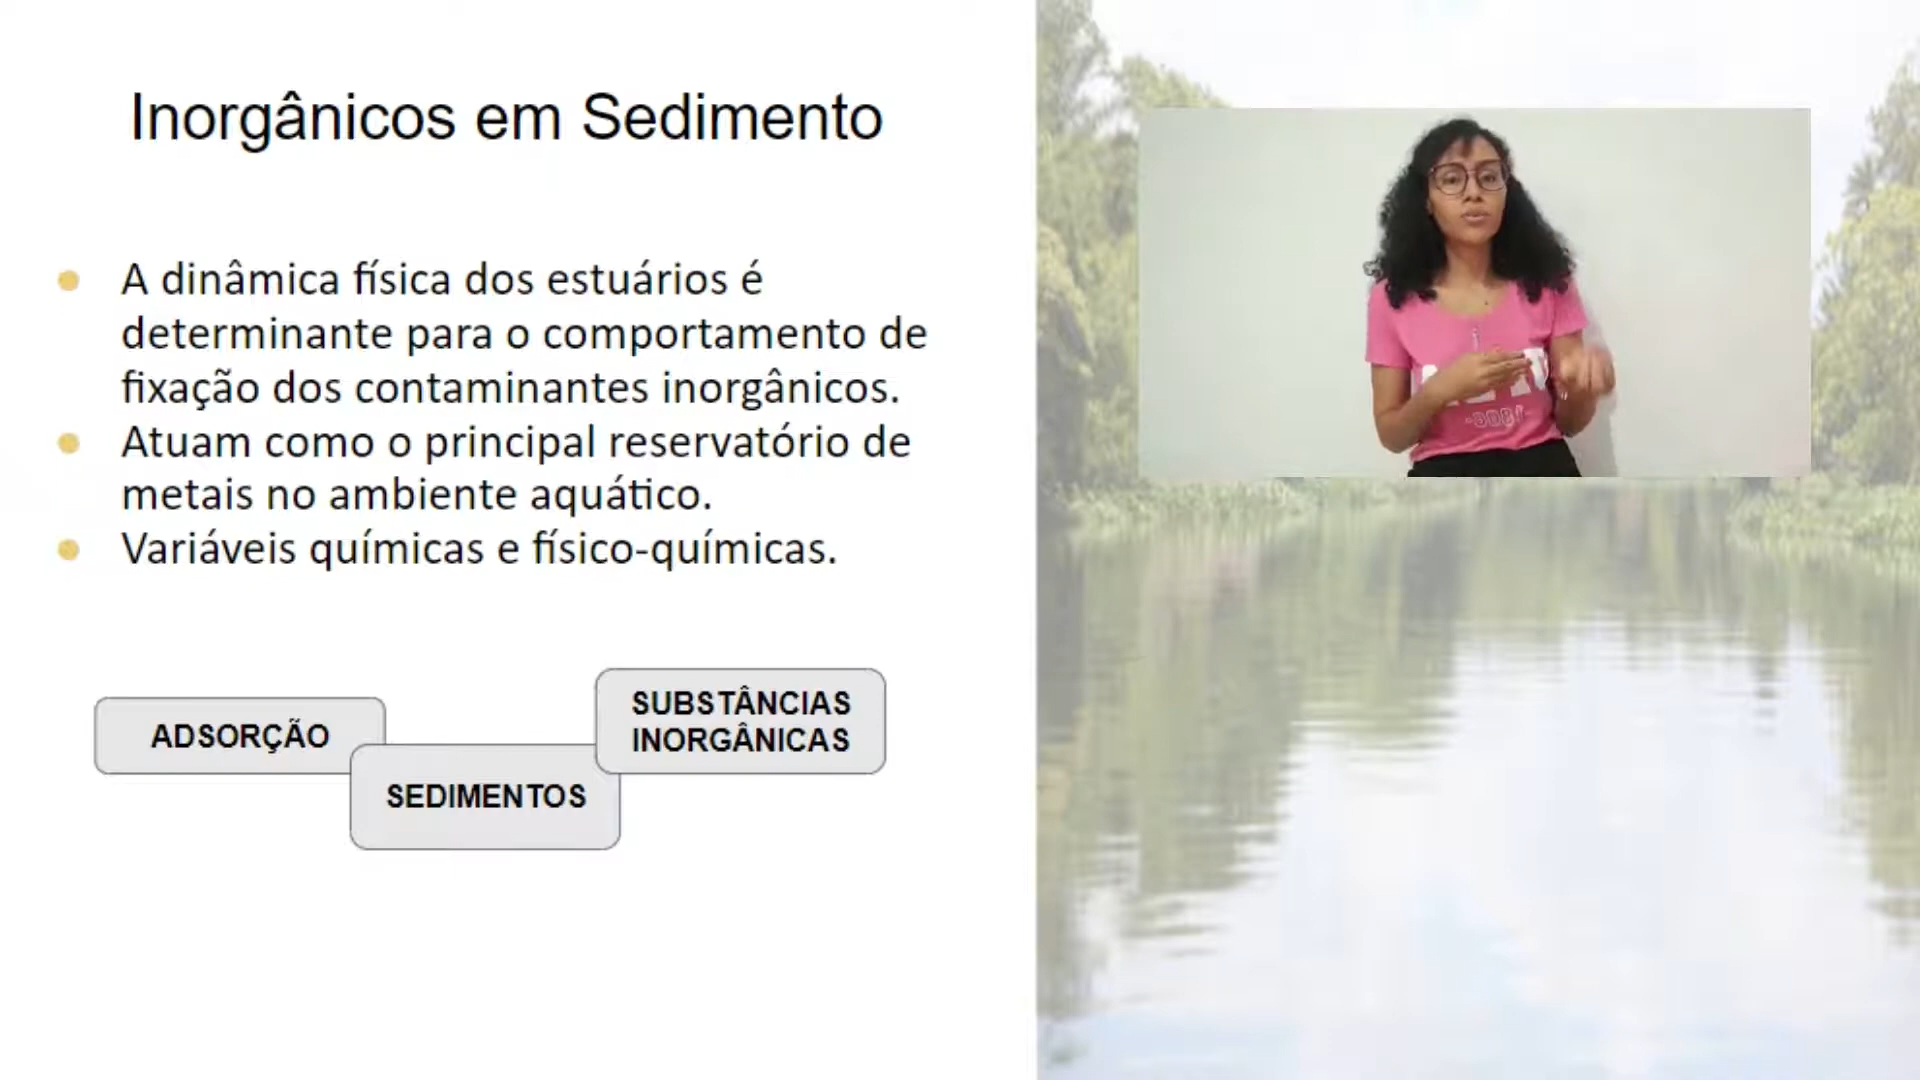 Inorgânicos em Sedimento
A dinâmica física dos estuários é
determinante para o comportamento de
fixação dos contaminantes inorgânicos.
Atuam como o principal reservatório de
metais no ambiente aquático.
Variáveis químicas e físico-químicas.
ADSORÇÃO
SEDIMENTOS
SUBSTÂNCIAS
INORGÂNICAS